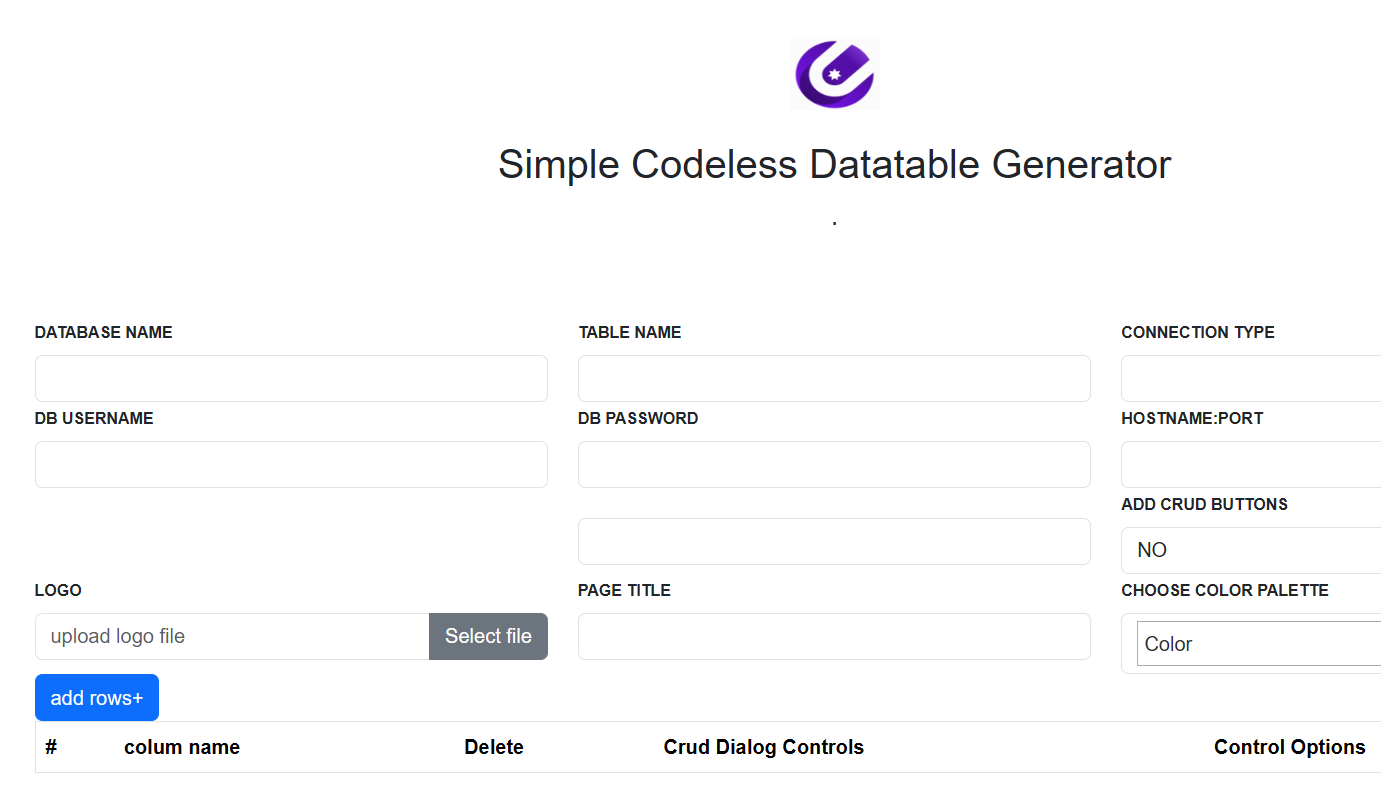 Simple Codeless Datatable Generator
.
DATABASE NAME
TABLE NAME
CONNECTION TYPE
DB USERNAME
DB PASSWORD
HOSTNAME:PORT
ADD CRUD BUTTONS
NO
LOGO
PAGE TITLE
CHOOSE COLOR PALETTE
upload logo file
Select file
Color
add rows+
# colum name Delete Crud Dialog Controls Control Options